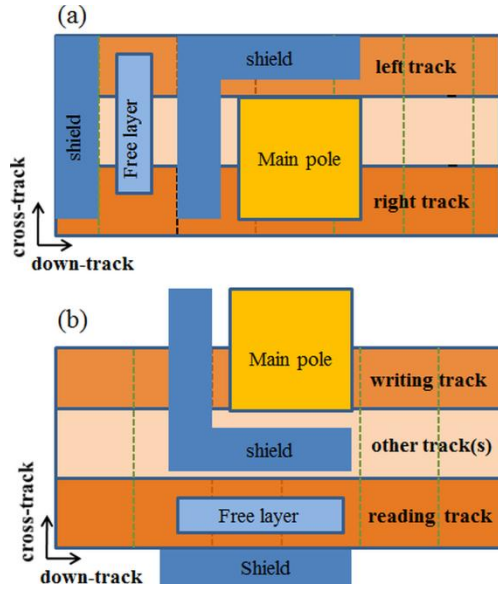 (a)
shield
left track
shield
Free layer
Main pole
right track
cross-track
down-track
(b)
Main pole
writing track
shield
other track(s)
Free layer
reading track
cross-track
down-track
Shield